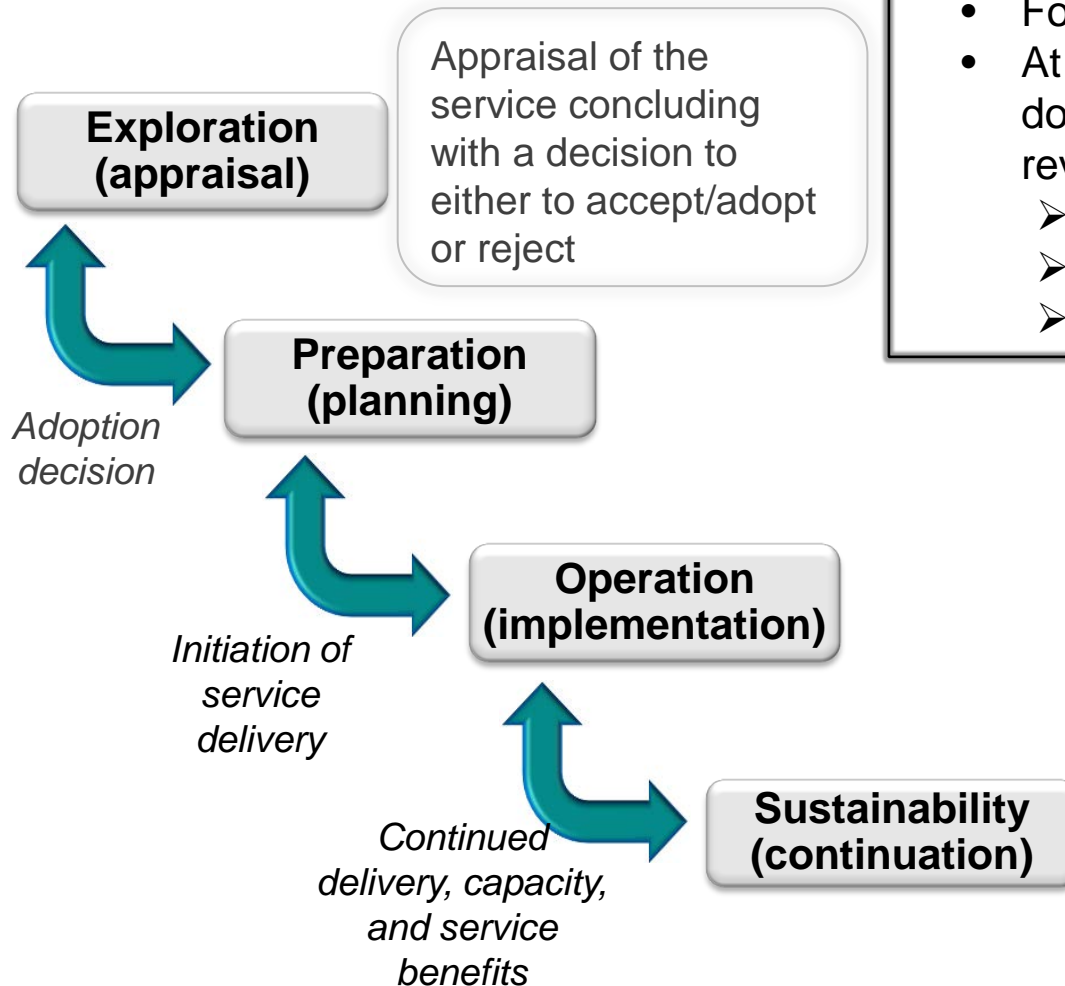 Exploration
(appraisal)
Appraisal of the
service concluding
with a decision to
either to accept/adopt
or reject
At
Preparation
(planning)
Adoption
decision
Operation
(implementation)
Initiation of
service
delivery
Sustainability
(continuation)
Continued
delivery, capacity,
and service
benefits